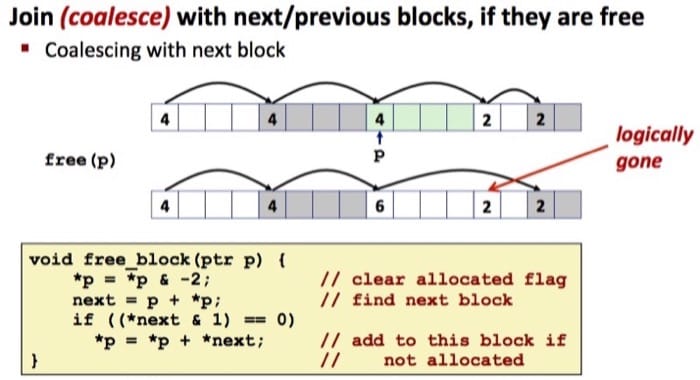 Join (coalesce) with next/previous blocks, if they are free
▪ Coalescing with next block
4 4 4 2 2
logically
gone
free(p)
p
4 4 6 2 2
void free_block(ptr p) {
*p = *p & -2; // clear allocated flag
next = p + *p; // find next block
if ((*next & 1) == 0)
*p = *p + *next; // add to this block if
} // not allocated